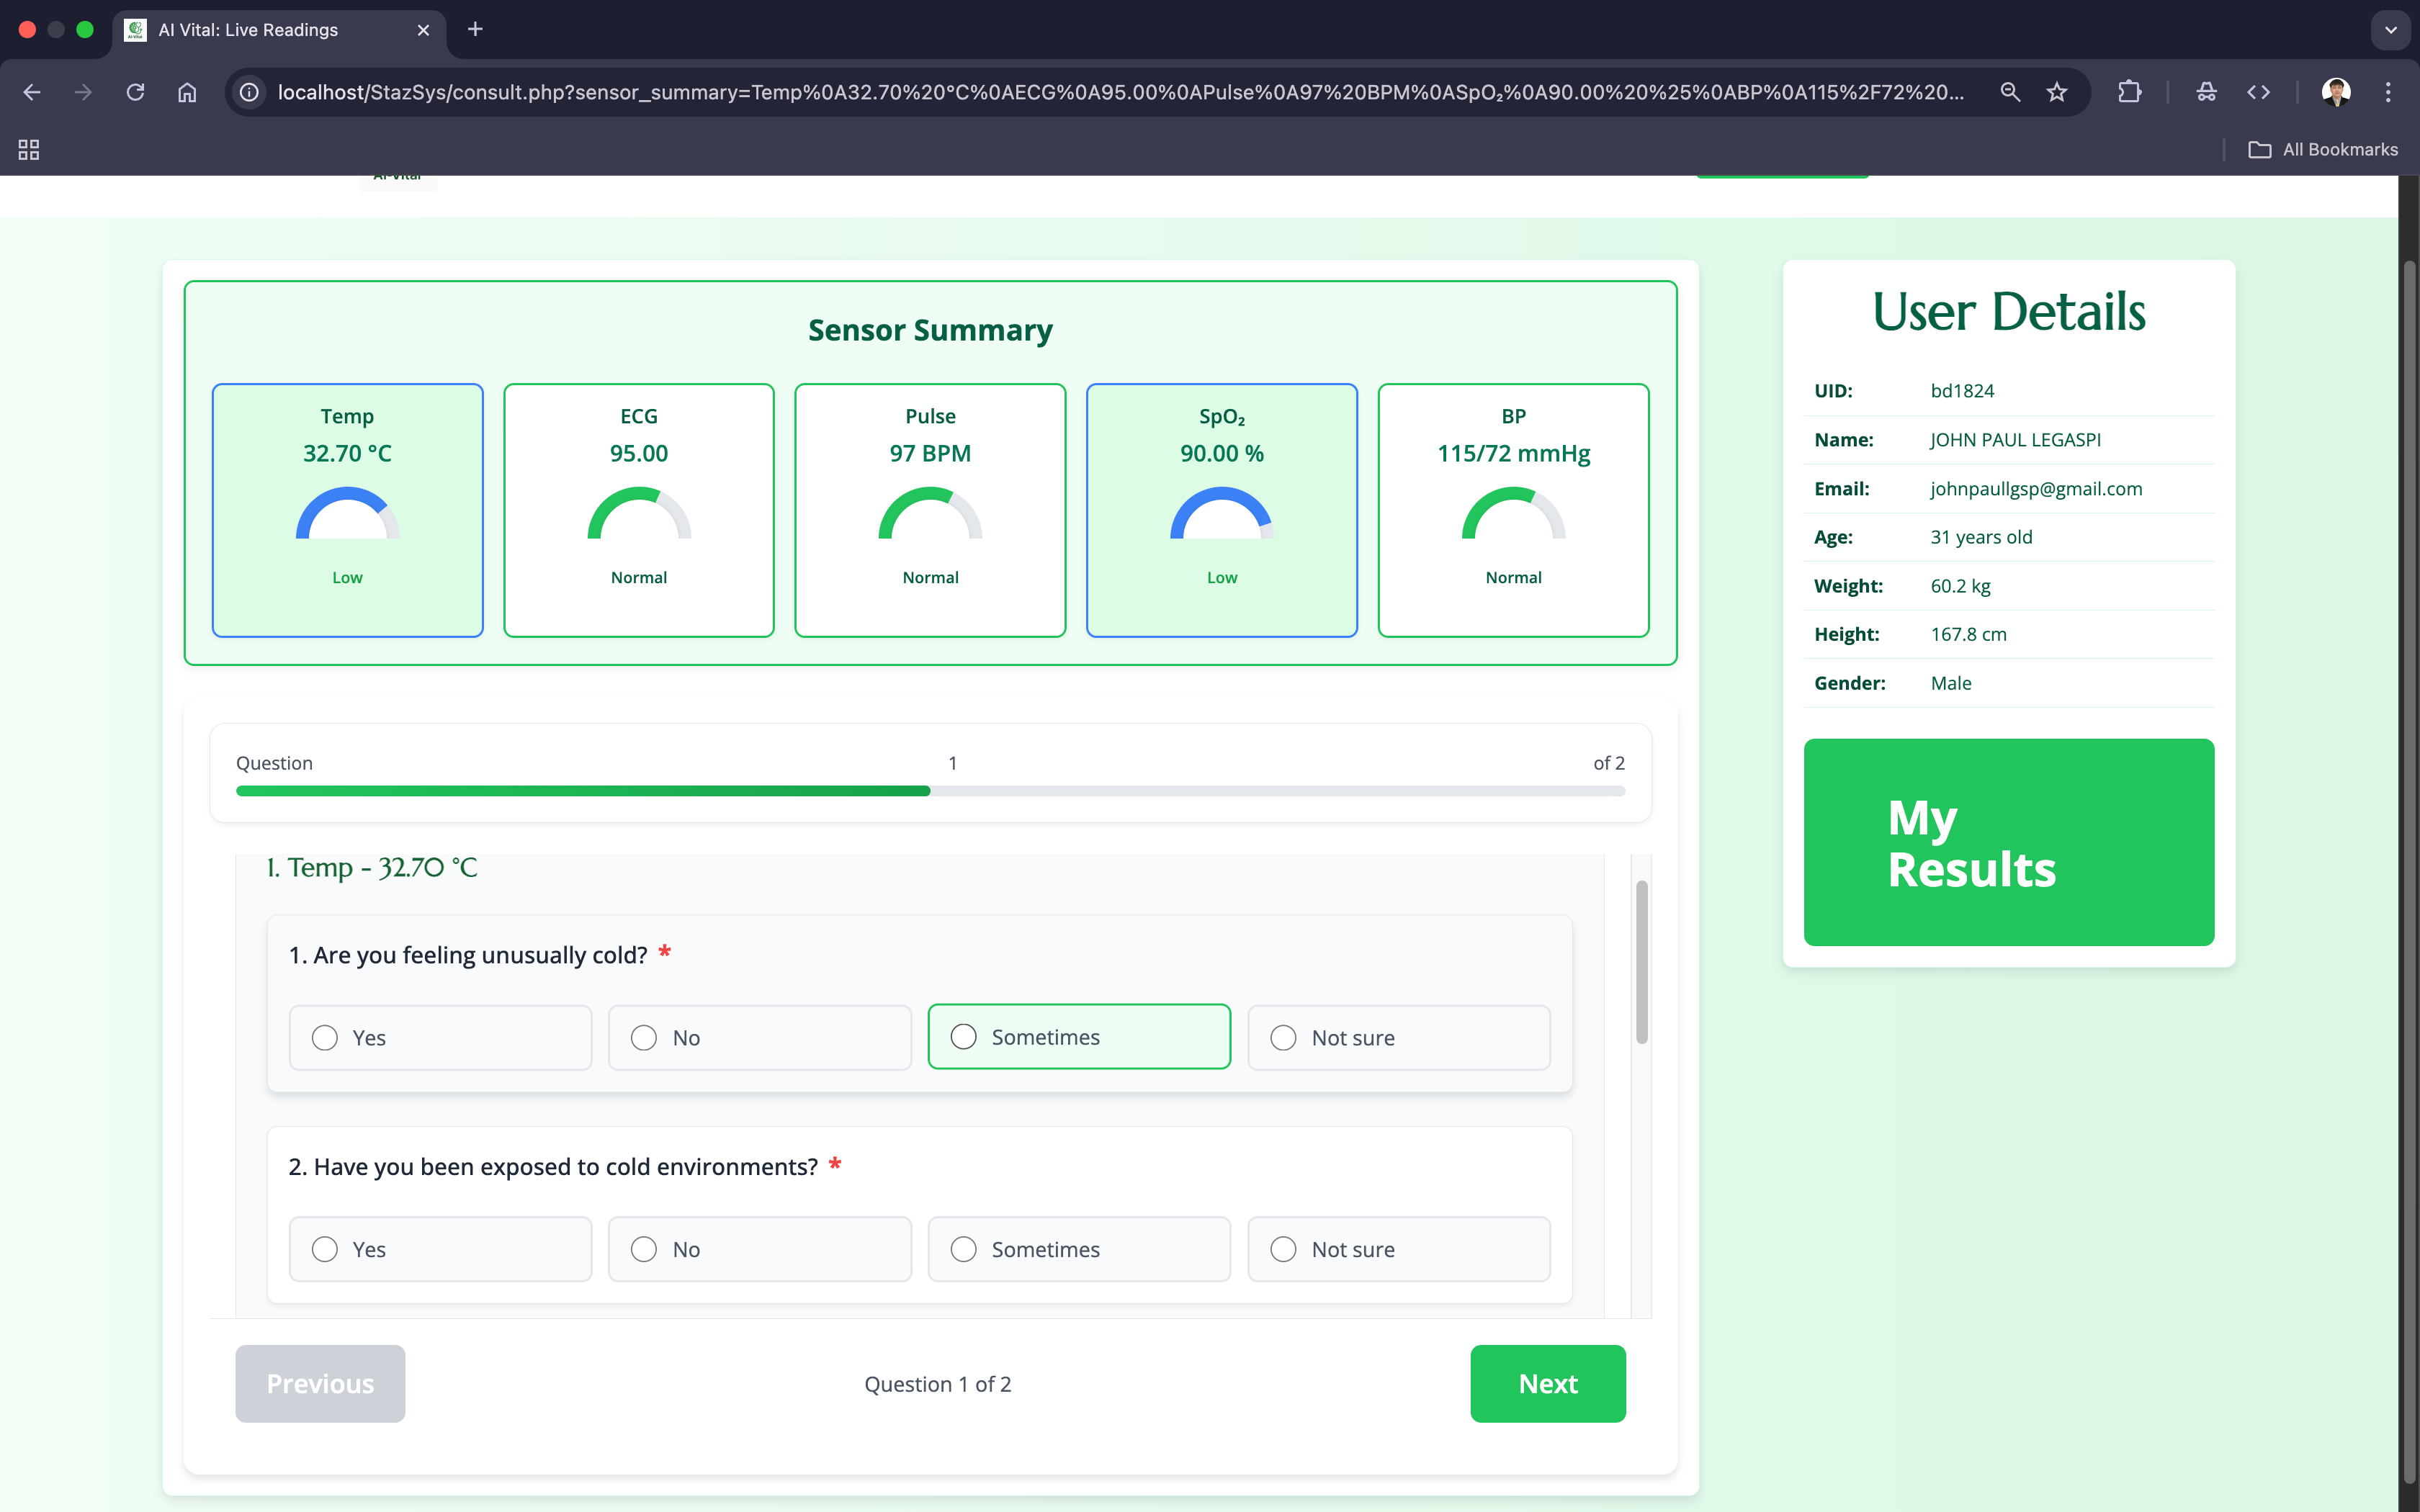 AI Vital: Live Readings
localhost/StazSys/consult.php?sensor_summary=Temp%0A32.70%20°C%0AECG%0A95.00%0APulse%0A97%20BPM%0ASpO₂%0A90.00%20%25%0ABP%0A115%2F72%20...
All Bookmarks
AI-Vital
Sensor Summary
Temp
32.70 °C
Low
ECG
95.00
Normal
Pulse
97 BPM
Normal
SpO₂
90.00 %
Low
BP
115/72 mmHg
Normal
Question 1 of 2
1. Temp - 32.70 °C
1. Are you feeling unusually cold? *
Yes No Sometimes Not sure
2. Have you been exposed to cold environments? *
Yes No Sometimes Not sure
Previous Question 1 of 2 Next
User Details
UID: bd1824
Name: JOHN PAUL LEGASPI
Email: johnpaullgsp@gmail.com
Age: 31 years old
Weight: 60.2 kg
Height: 167.8 cm
Gender: Male
My
Results